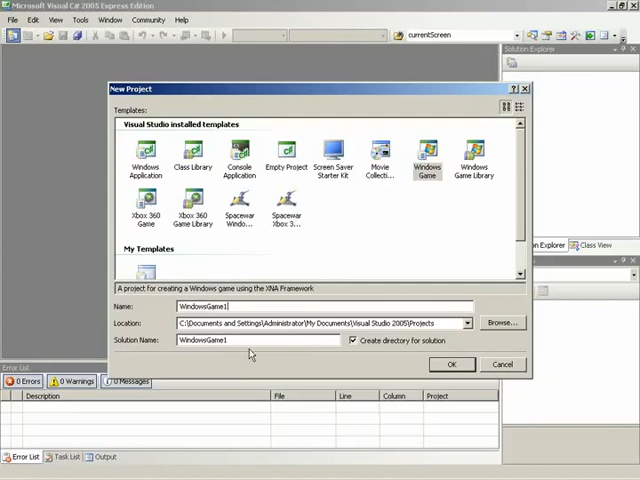 Microsoft Visual C# 2005 Express Edition
File Edit View Tools Window Community Help
currentScreen
Solution Explorer
New Project
Templates:
Visual Studio installed templates
Windows Application
Class Library
Console Application
Empty Project
Screen Saver Starter Kit
Movie Collecti...
Windows Game
Windows Game Library
Xbox 360 Game
Xbox 360 Game Library
Spacewar Windo...
Spacewar Xbox 3...
My Templates
A project for creating a Windows game using the XNA Framework
Name: WindowsGame1
Location: C:\Documents and Settings\Administrator\My Documents\Visual Studio 2005\Projects Browse...
Solution Name: WindowsGame1 Create directory for solution
OK Cancel
Explorer Class View
Error List
0 Errors 0 Warnings 0 Messages
Description File Line Column Project
Error List Task List Output